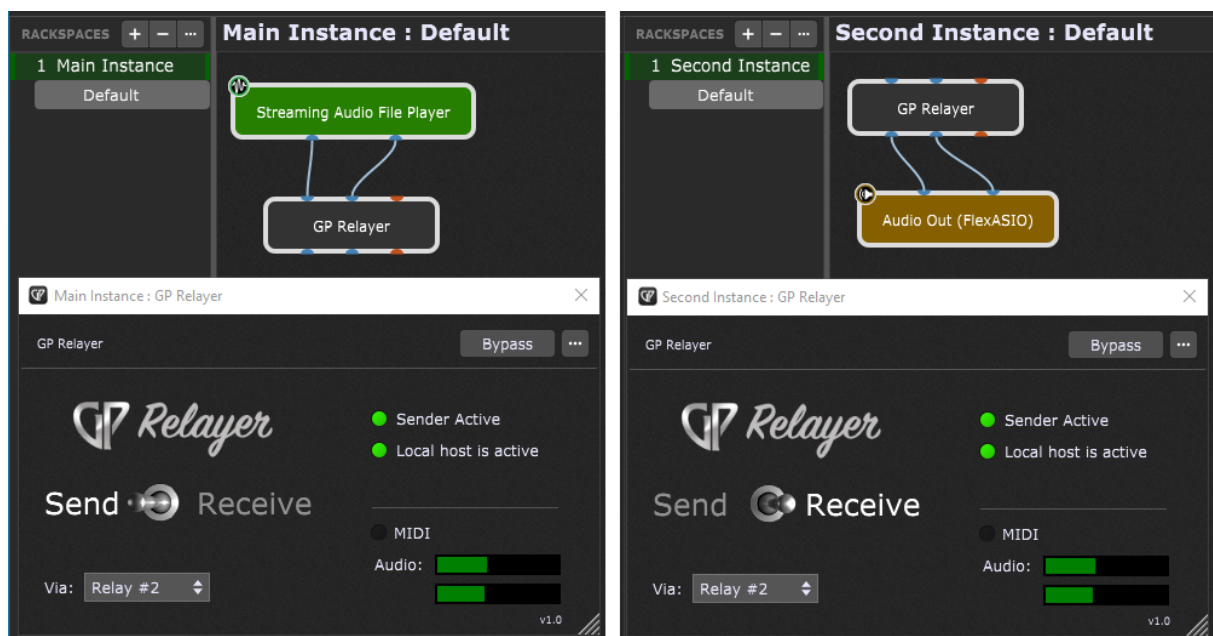 RACKSPACES + − ···
Main Instance : Default
1 Main Instance
Default
Streaming Audio File Player
GP Relayer
Main Instance : GP Relayer
GP Relayer
Bypass ···
GP Relayer
Sender Active
Local host is active
Send Receive
MIDI
Audio:
Via: Relay #2
v1.0
RACKSPACES + − ···
Second Instance : Default
1 Second Instance
Default
GP Relayer
Audio Out (FlexASIO)
Second Instance : GP Relayer
GP Relayer
Bypass ···
GP Relayer
Sender Active
Local host is active
Send Receive
MIDI
Audio:
Via: Relay #2
v1.0